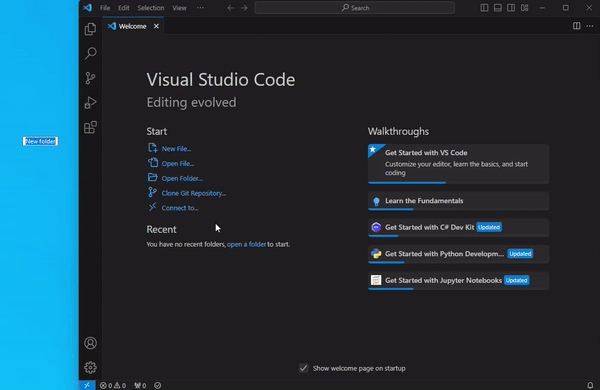 File Edit Selection View ... Search
Welcome
Visual Studio Code
Editing evolved
New folder
Start
New File...
Open File...
Open Folder...
Clone Git Repository...
Connect to...
Recent
You have no recent folders, open a folder to start.
Walkthroughs
Get Started with VS Code
Customize your editor, learn the basics, and start
coding
Learn the Fundamentals
Get Started with C# Dev Kit Updated
Get Started with Python Developm... Updated
Get Started with Jupyter Notebooks Updated
Show welcome page on startup
0 0 0